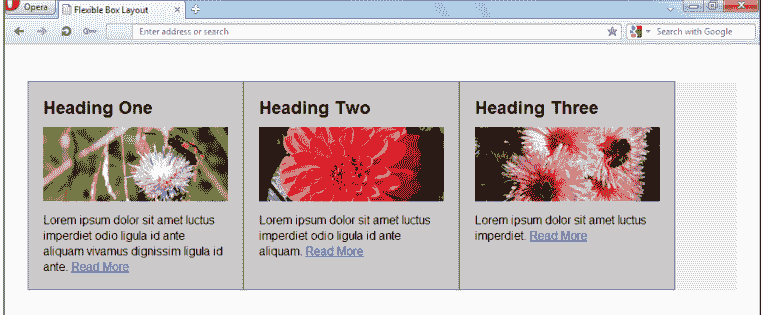 Opera
Flexible Box Layout
Enter address or search
Search with Google
Heading One
Heading Two
Heading Three
Lorem ipsum dolor sit amet luctus
imperdiet odio ligula id ante
aliquam vivamus dignissim ligula id
ante. Read More
Lorem ipsum dolor sit amet luctus
imperdiet odio ligula id ante
aliquam. Read More
Lorem ipsum dolor sit amet luctus
imperdiet. Read More